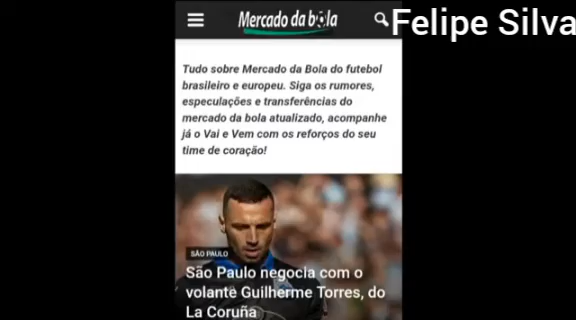 Mercado da bola
Felipe Silva
Tudo sobre Mercado da Bola do futebol
brasileiro e europeu. Siga os rumores,
especulações e transferências do
mercado da bola atualizado, acompanhe
já o Vai e Vem com os reforços do seu
time de coração!
SÃO PAULO
São Paulo negocia com o
volante Guilherme Torres, do
La Coruña